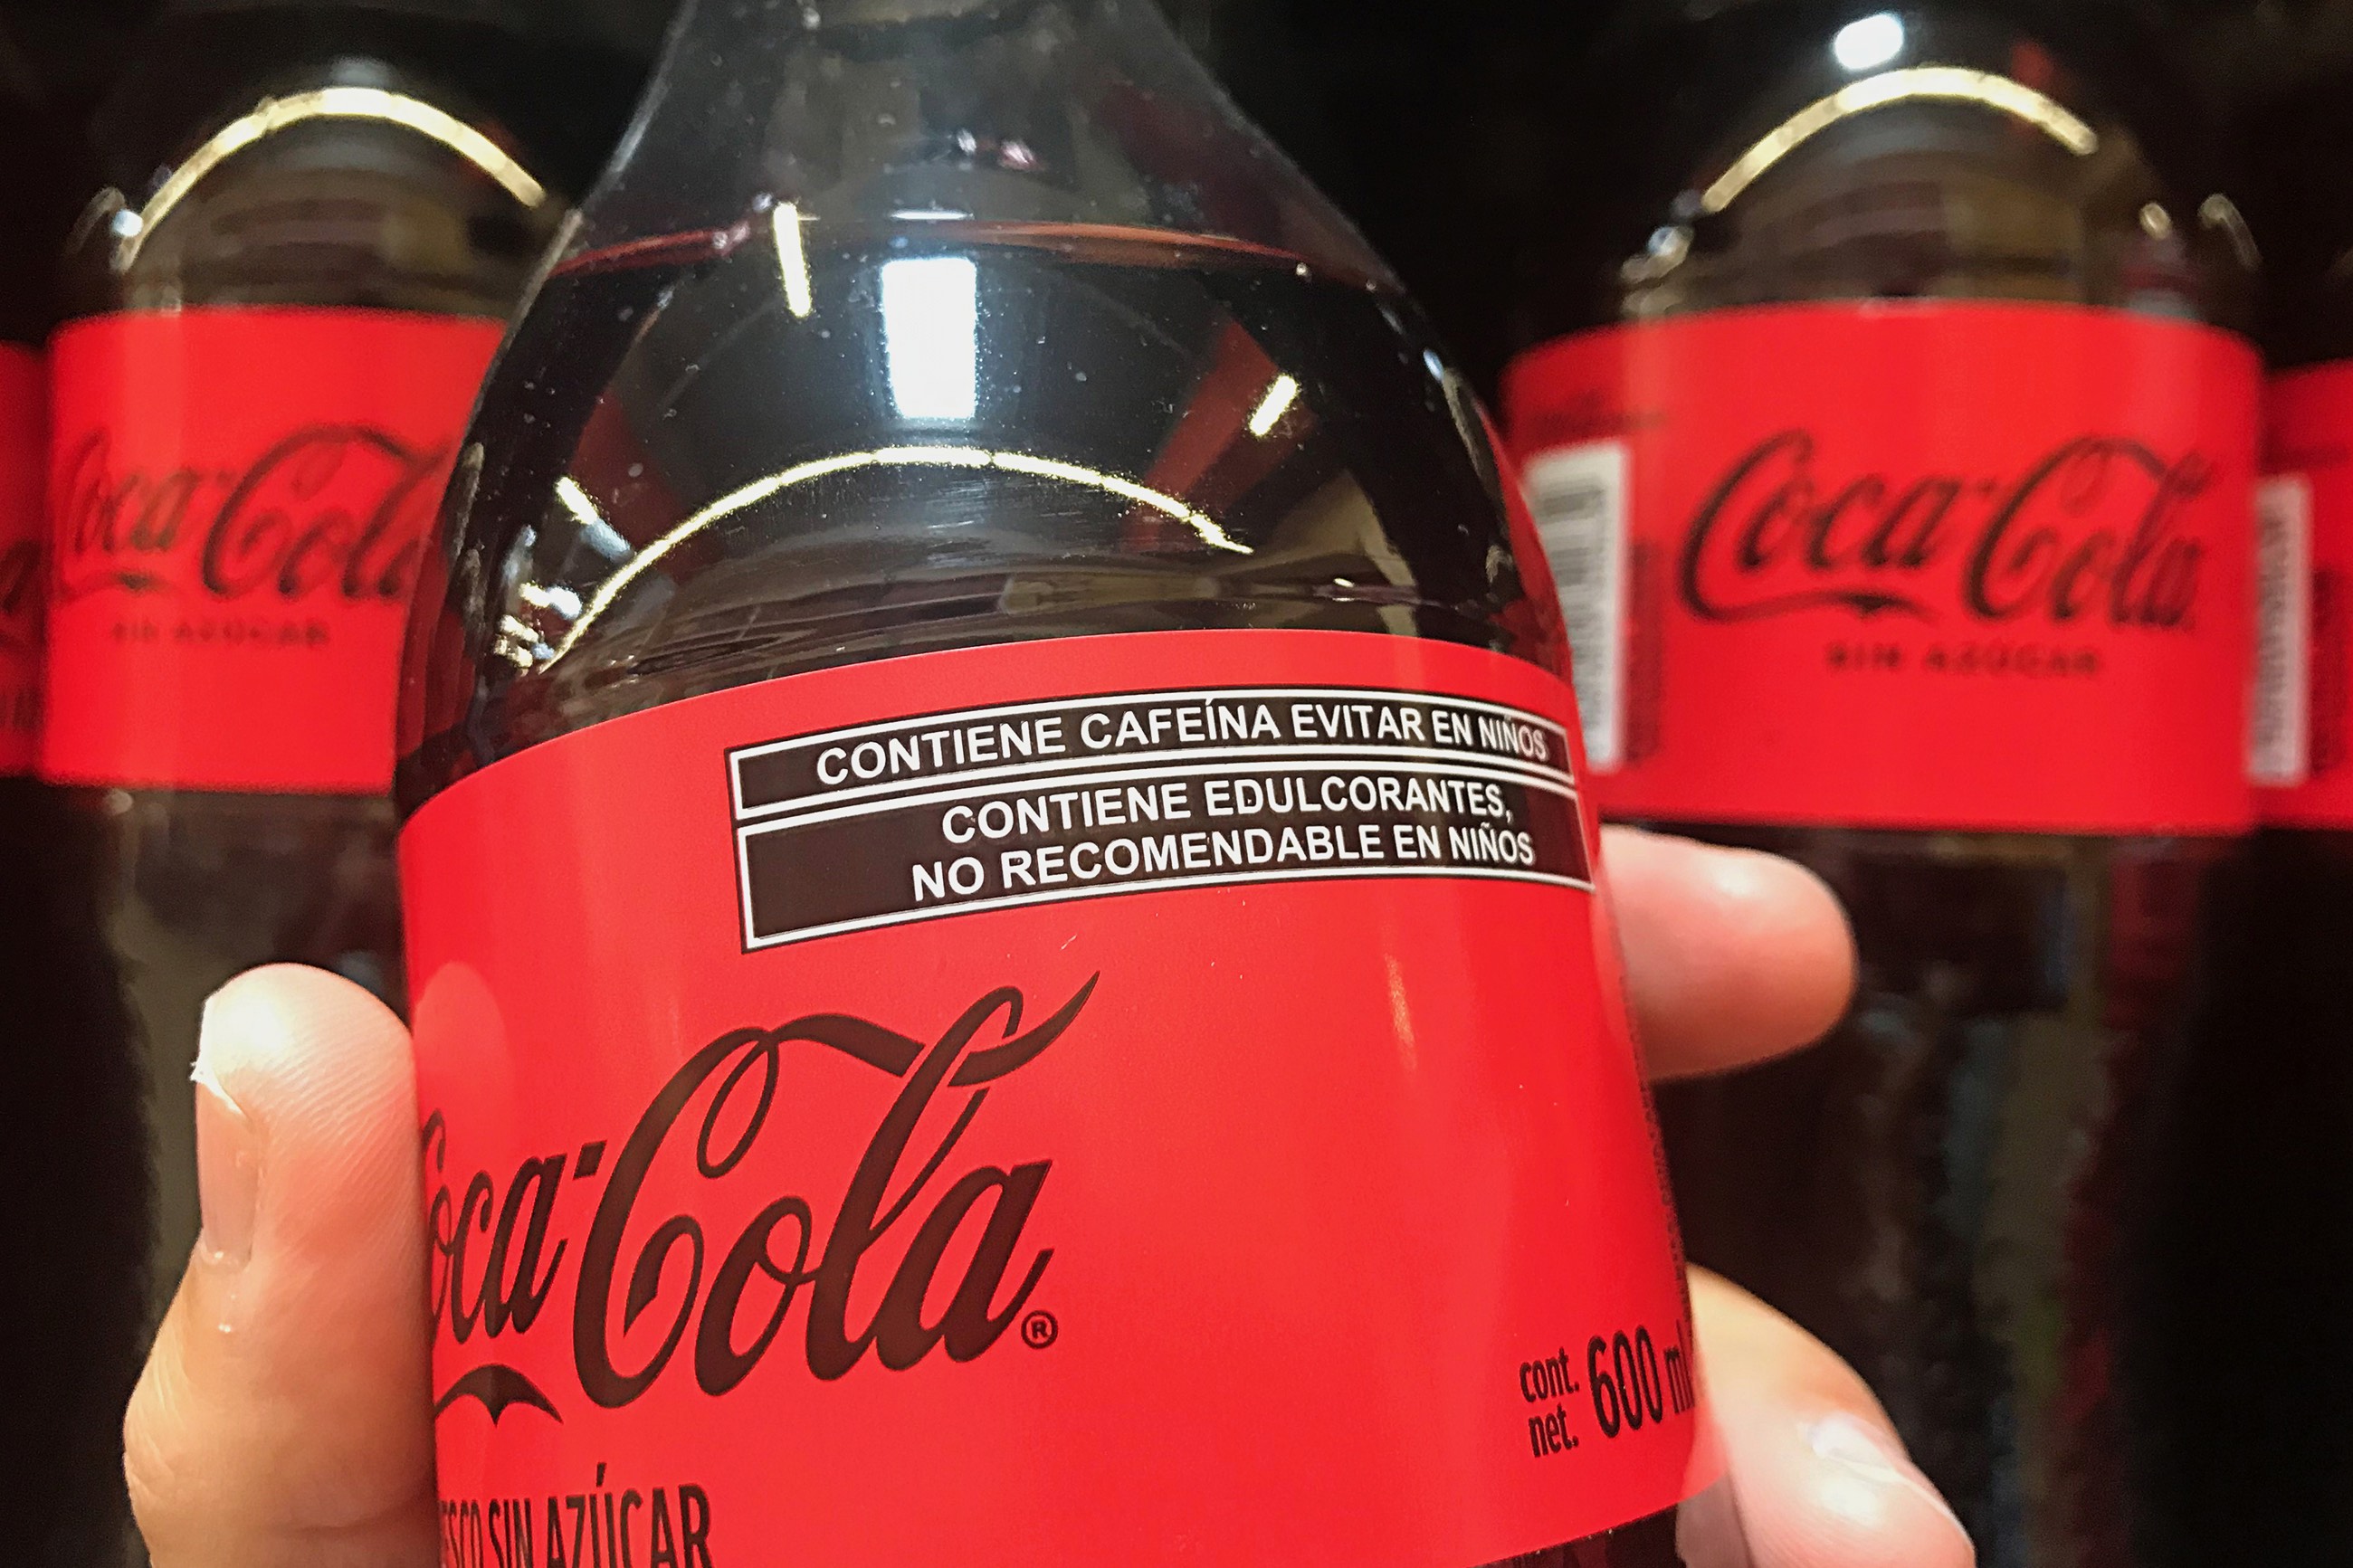 CONTIENE CAFEÍNA EVITAR EN NIÑOS
CONTIENE EDULCORANTES,
NO RECOMENDABLE EN NIÑOS
Coca-Cola®
SIN AZÚCAR
cont.
net. 600 ml
Coca-Cola
SIN AZÚCAR
Coca-Cola
SIN AZÚCAR